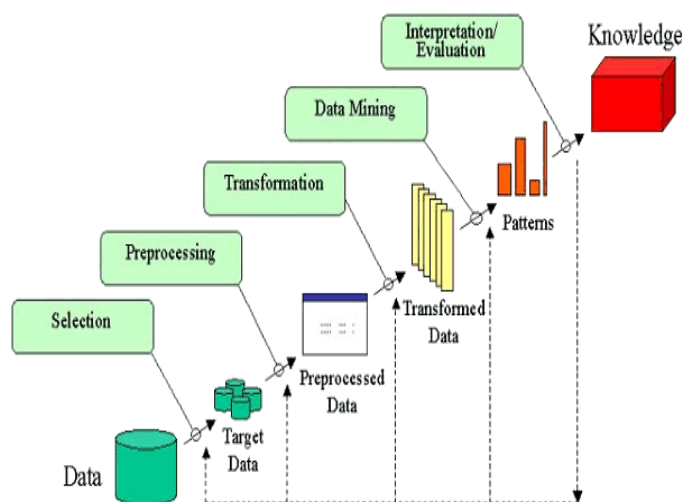 Interpretation/
Evaluation
Knowledge
Data Mining
Transformation
Patterns
Preprocessing
Transformed
Data
Selection
Preprocessed
Data
Target
Data
Data